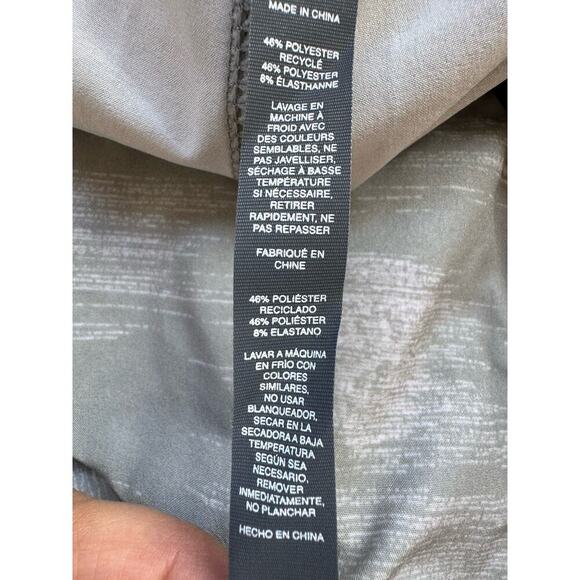 MADE IN CHINA
46% POLYESTER
RECYCLÉ
46% POLYESTER
8% ÉLASTHANNE
LAVAGE EN
MACHINE À
FROID AVEC
DES COULEURS
SEMBLABLES, NE
PAS JAVELLISER,
SÉCHAGE À BASSE
TEMPÉRATURE
SI NÉCESSAIRE,
RETIRER
RAPIDEMENT, NE
PAS REPASSER
FABRIQUÉ EN
CHINE
46% POLIÉSTER
RECICLADO
46% POLIÉSTER
8% ELASTANO
LAVAR A MÁQUINA
EN FRÍO CON
COLORES
SIMILARES,
NO USAR
BLANQUEADOR,
SECAR EN LA
SECADORA A BAJA
TEMPERATURA
SEGÚN SEA
NECESARIO,
REMOVER
INMEDIATAMENTE,
NO PLANCHAR
HECHO EN CHINA